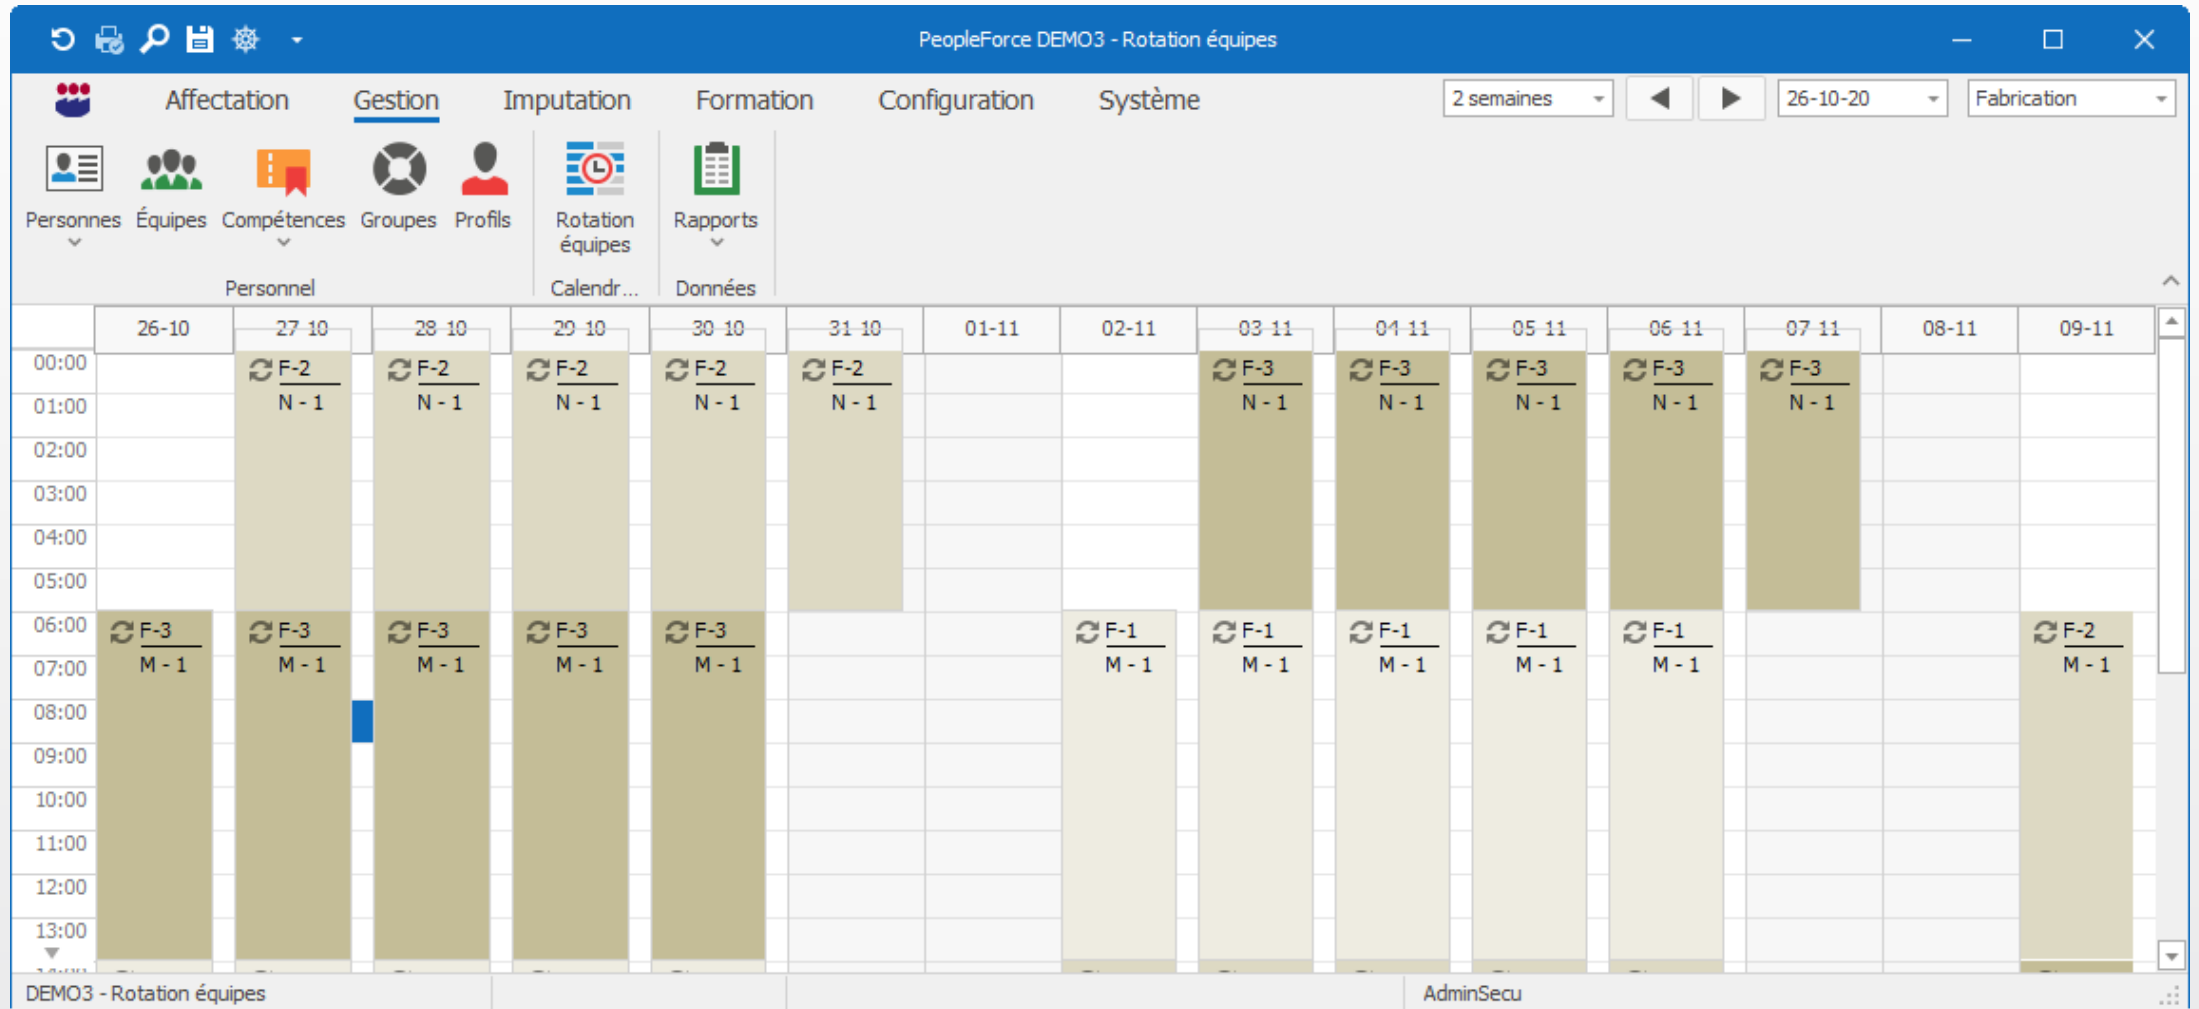 PeopleForce DEMO3 - Rotation équipes
Affectation Gestion Imputation Formation Configuration Système 2 semaines 26-10-20 Fabrication
Personnes Équipes Compétences Groupes Profils Rotation équipes Rapports
Personnel Calendr... Données
26-10 27-10 28-10 29-10 30-10 31-10 01-11 02-11 03-11 04-11 05-11 06-11 07-11 08-11 09-11
00:00 F-2 F-2 F-2 F-2 F-2 F-3 F-3 F-3 F-3 F-3
01:00 N - 1 N - 1 N - 1 N - 1 N - 1 N - 1 N - 1 N - 1 N - 1 N - 1
02:00
03:00
04:00
05:00
06:00 F-3 F-3 F-3 F-3 F-3 F-1 F-1 F-1 F-1 F-1 F-2
07:00 M - 1 M - 1 M - 1 M - 1 M - 1 M - 1 M - 1 M - 1 M - 1 M - 1 M - 1
08:00
09:00
10:00
11:00
12:00
13:00
DEMO3 - Rotation équipes AdminSecu